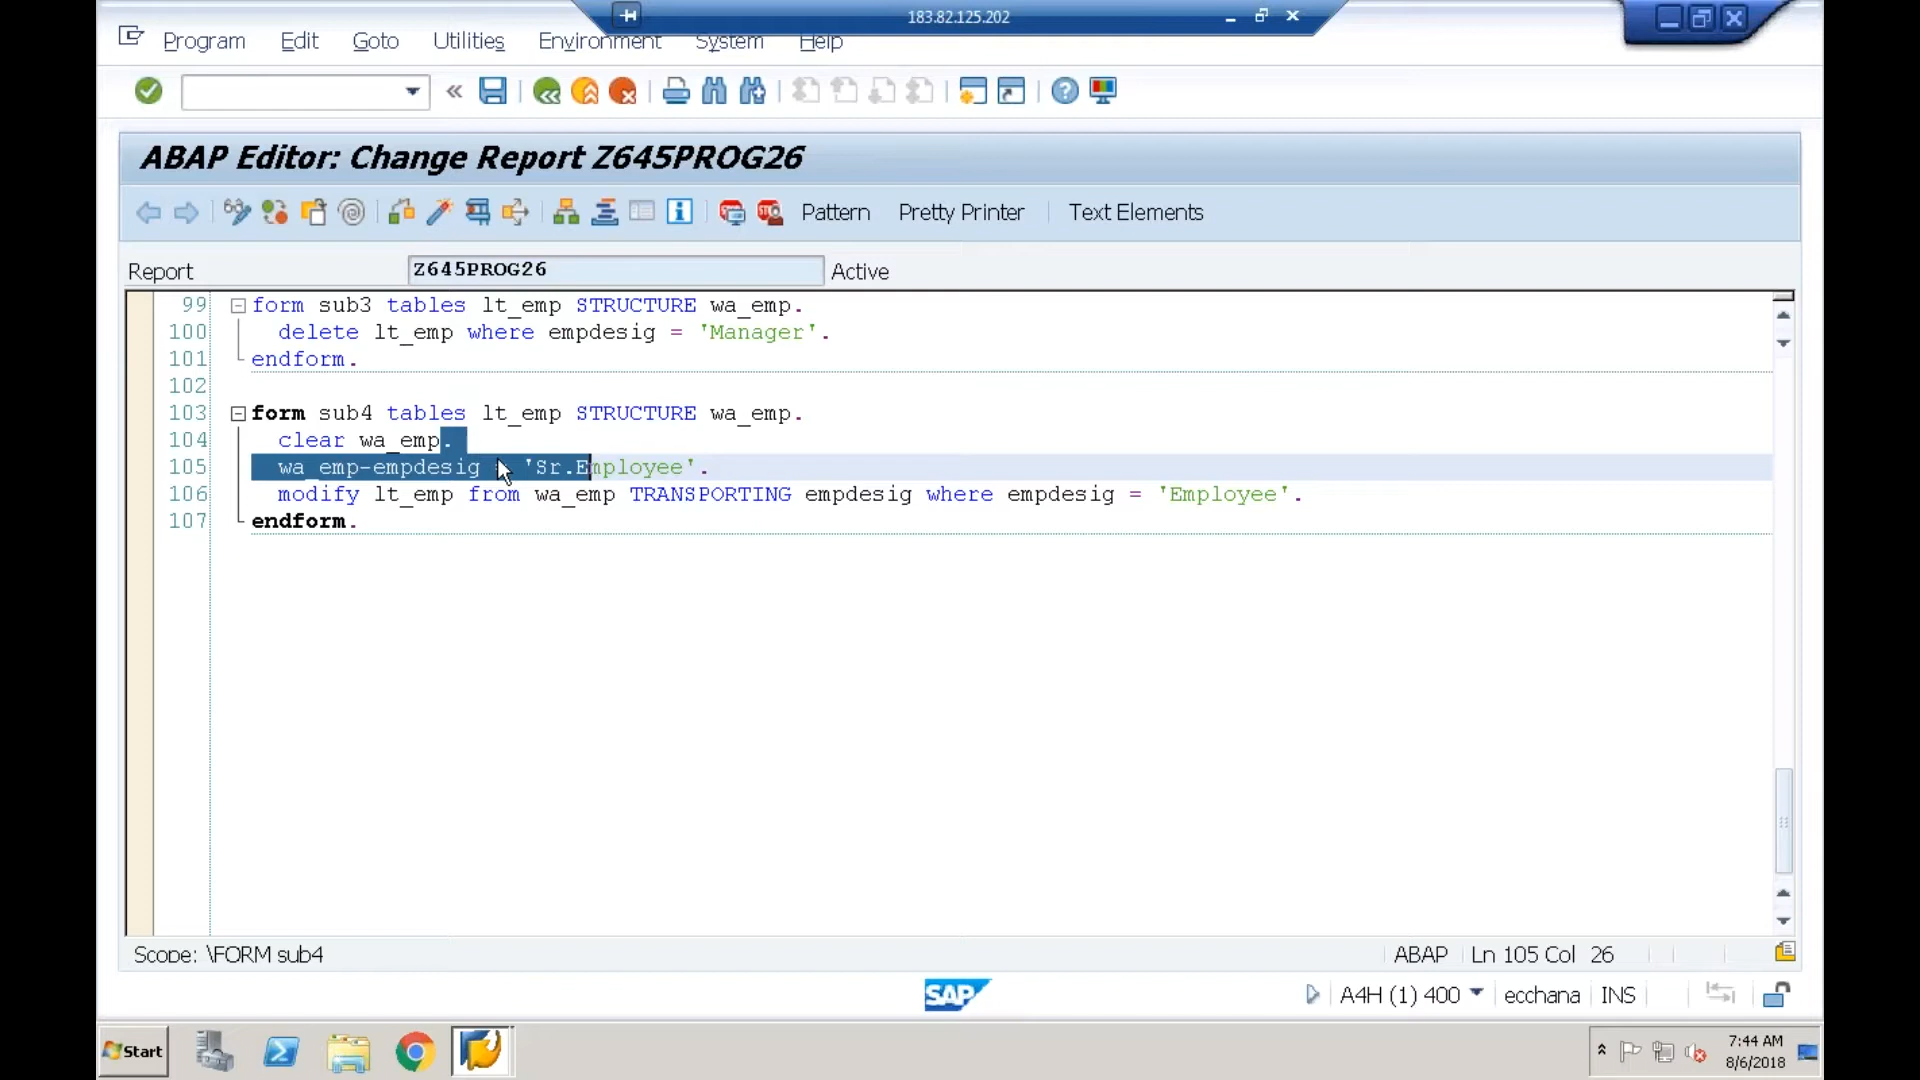 183.82.125.202
Program Edit Goto Utilities Environment System Help
ABAP Editor: Change Report Z645PROG26
Pattern Pretty Printer Text Elements
Report Z645PROG26 Active
99 form sub3 tables lt_emp STRUCTURE wa_emp.
100 delete lt_emp where empdesig = 'Manager'.
101 endform.
102
103 form sub4 tables lt_emp STRUCTURE wa_emp.
104 clear wa_emp.
105 wa_emp-empdesig = 'Sr.Employee'.
106 modify lt_emp from wa_emp TRANSPORTING empdesig where empdesig = 'Employee'.
107 endform.
Scope: \FORM sub4 ABAP Ln 105 Col 26
SAP A4H (1) 400 ecchana INS
Start 7:44 AM
8/6/2018